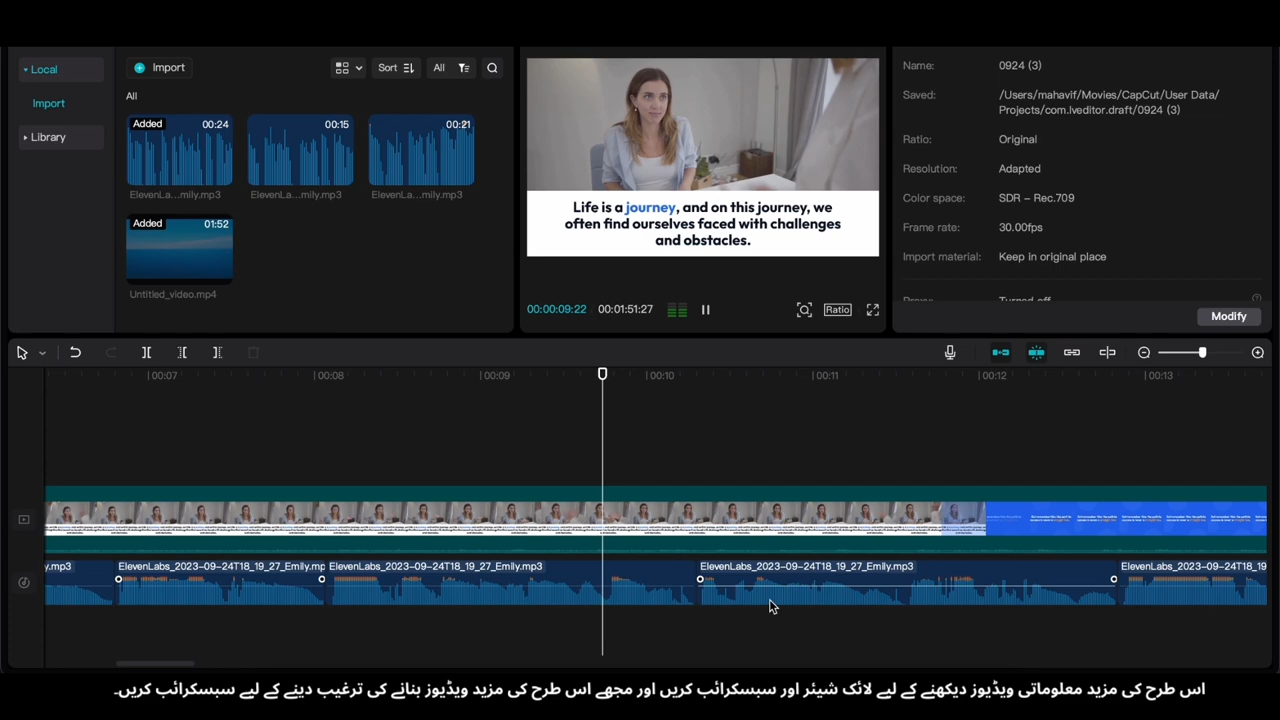 Local
Import
Library
Import
Sort
All
All
Added
00:24
ElevenLa...mily.mp3
00:15
ElevenLa...mily.mp3
00:21
ElevenLa...mily.mp3
Added
01:52
Untitled_video.mp4
Life is a journey, and on this journey, we
often find ourselves faced with challenges
and obstacles.
00:00:09:22
00:01:51:27
Ratio
Name:
0924 (3)
Saved:
/Users/mahavif/Movies/CapCut/User Data/
Projects/com.lveditor.draft/0924 (3)
Ratio:
Original
Resolution:
Adapted
Color space:
SDR – Rec.709
Frame rate:
30.00fps
Import material:
Keep in original place
Proxy:
Turned off
Modify
00:07
00:08
00:09
00:10
00:11
00:12
00:13
y.mp3
ElevenLabs_2023-09-24T18_19_27_Emily.mp
ElevenLabs_2023-09-24T18_19_27_Emily.mp3
ElevenLabs_2023-09-24T18_19_27_Emily.mp3
ElevenLabs_2023-09-24T18_19
اس طرح کی مزید معلوماتی ویڈیوز دیکھنے کے لیے لائک شیئر اور سبسکرائب کریں اور مجھے اس طرح کی مزید ویڈیوز بنانے کی ترغیب دینے کے لیے سبسکرائب کریں۔